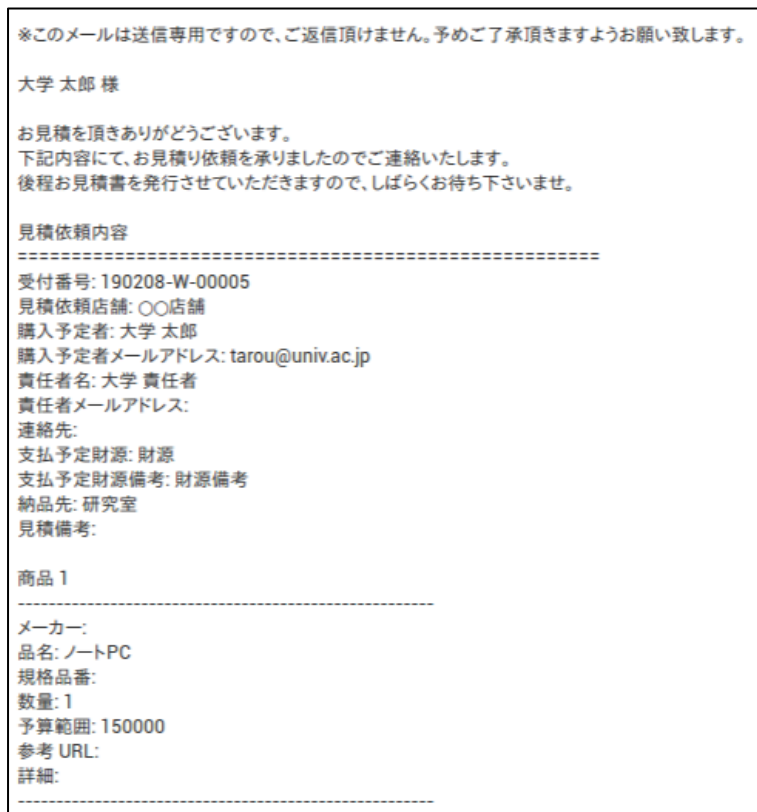 ※このメールは送信専用ですので、ご返信頂けません。予めご了承頂きますようお願い致します。
大学 太郎 様
お見積を頂きありがとうございます。
下記内容にて、お見積り依頼を承りましたのでご連絡いたします。
後程お見積書を発行させていただきますので、しばらくお待ち下さいませ。
見積依頼内容
======================================================
受付番号: 190208-W-00005
見積依頼店舗: ○○店舗
購入予定者: 大学 太郎
購入予定者メールアドレス: tarou@univ.ac.jp
責任者名: 大学 責任者
責任者メールアドレス:
連絡先:
支払予定財源: 財源
支払予定財源備考: 財源備考
納品先: 研究室
見積備考:
商品 1
------------------------------------------------------
メーカー:
品名: ノートPC
規格品番:
数量: 1
予算範囲: 150000
参考 URL:
詳細:
------------------------------------------------------